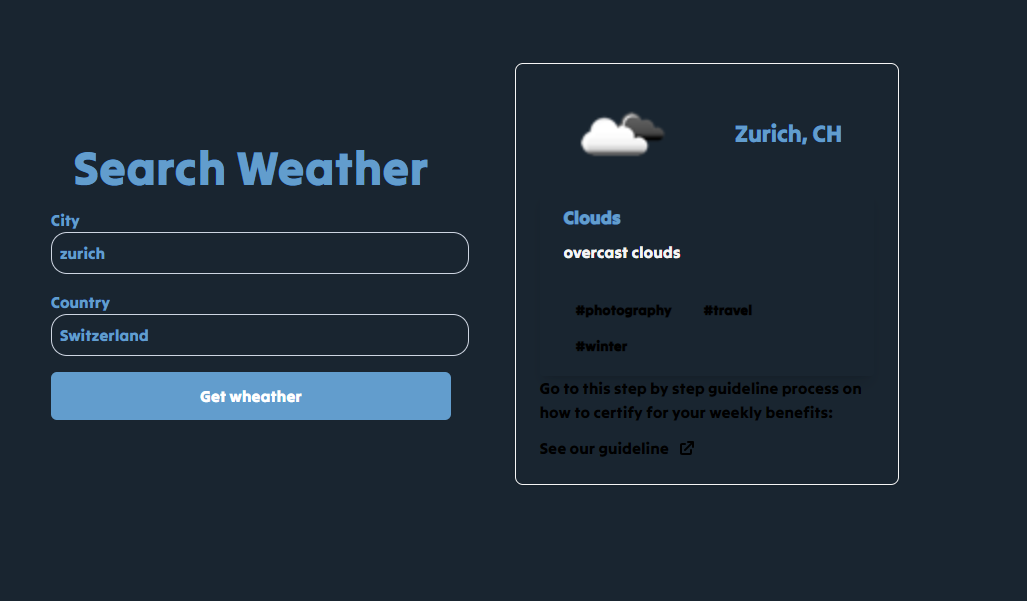 Search Weather
City
zurich
Country
Switzerland
Get wheather
Zurich, CH
Clouds
overcast clouds
#photography #travel
#winter
Go to this step by step guideline process on
how to certify for your weekly benefits:
See our guideline